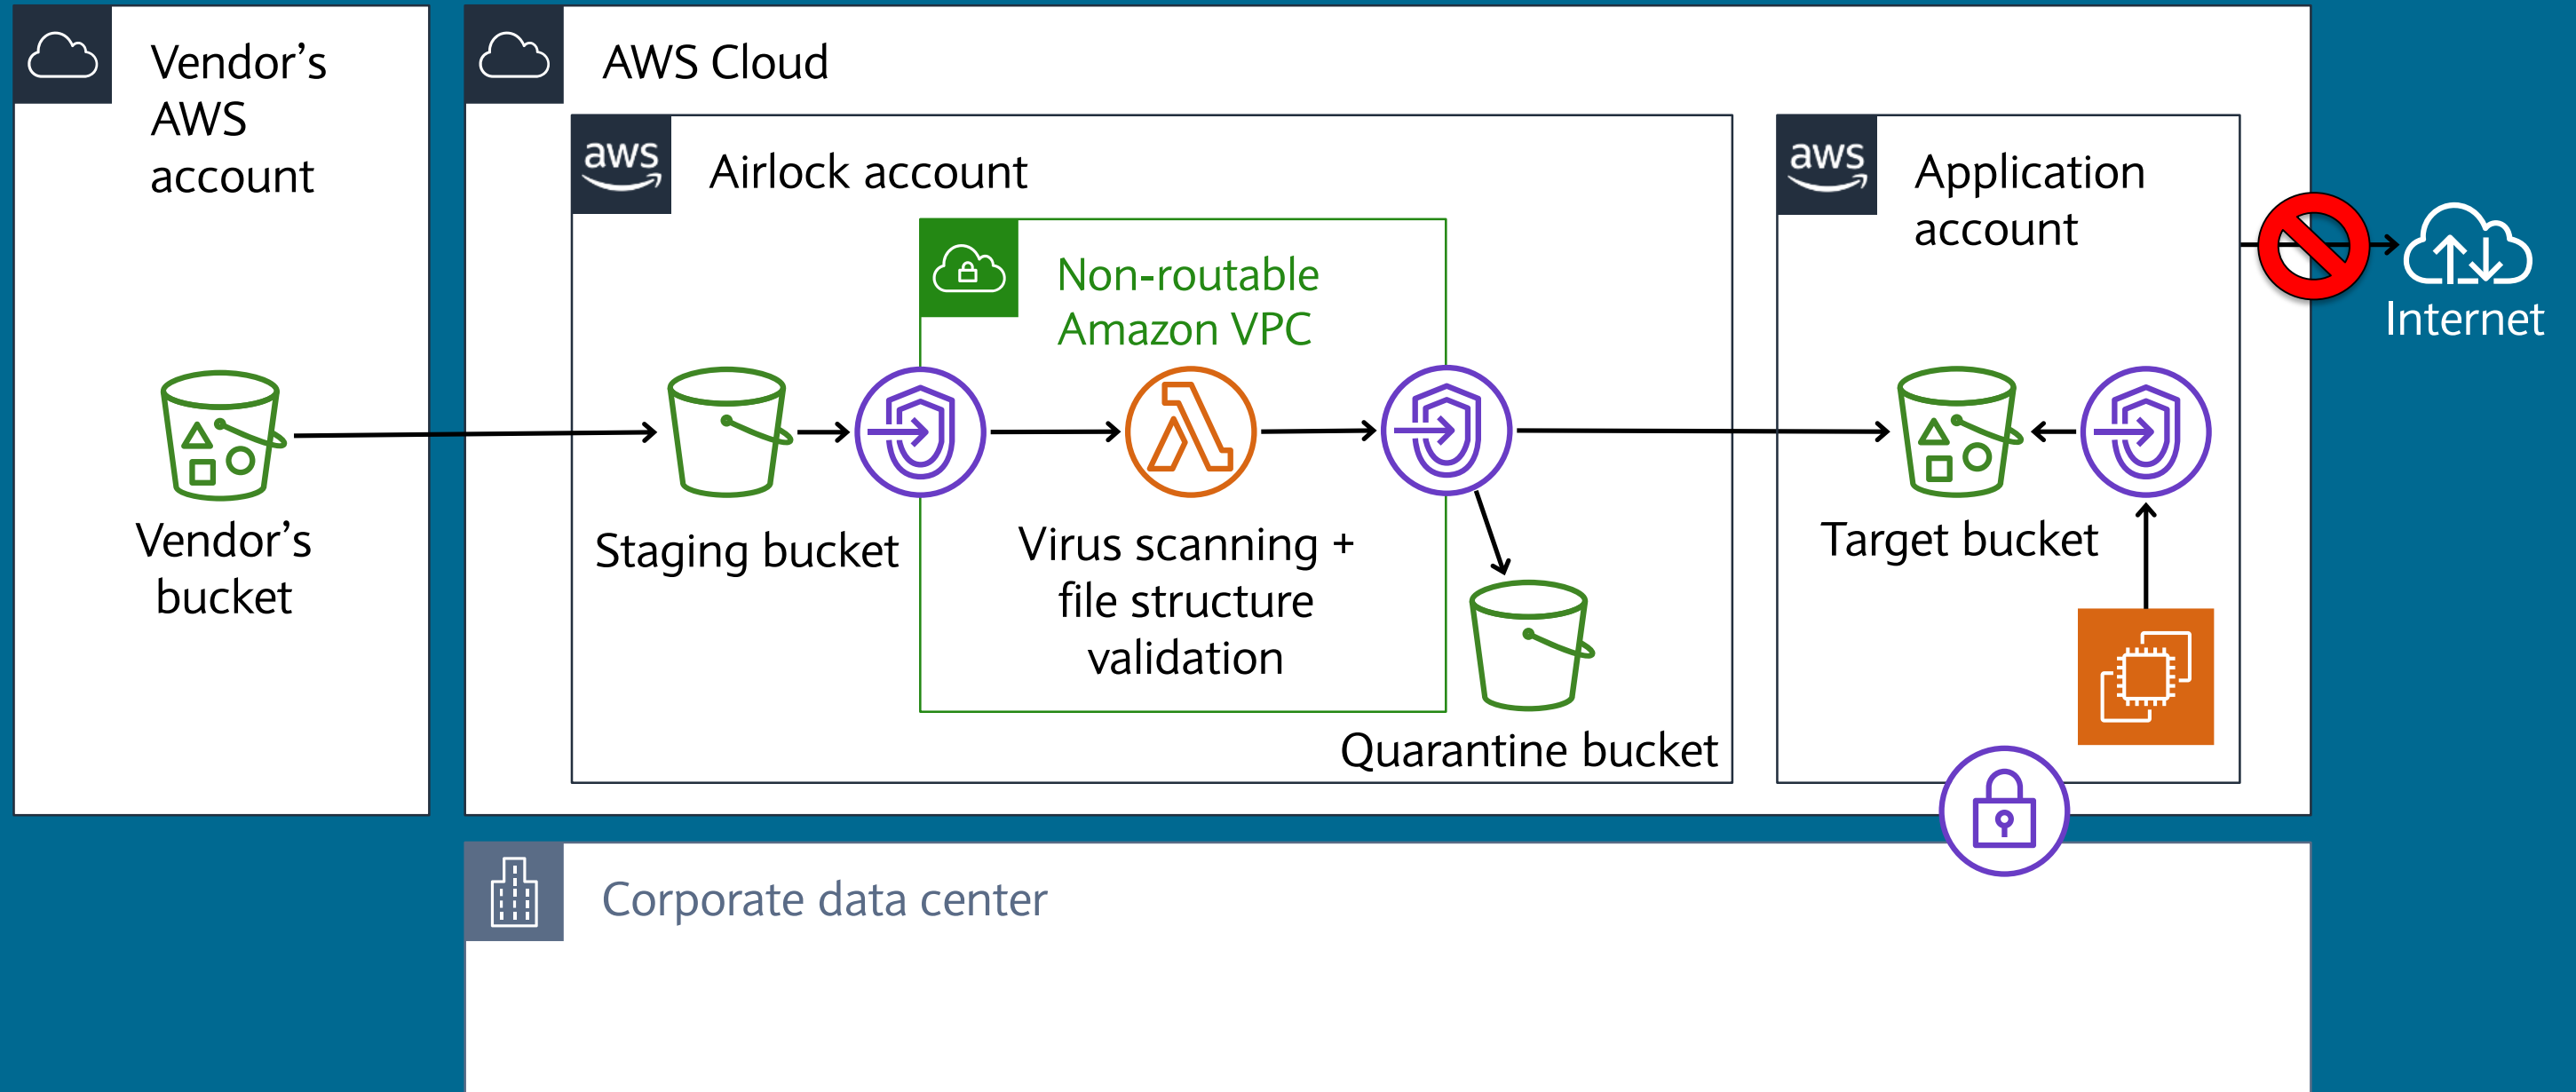 Vendor’s
AWS
account
AWS Cloud
aws
Airlock account
aws
Application
account
Non-routable
Amazon VPC
Internet
Vendor’s
bucket
Staging bucket
Virus scanning +
file structure
validation
Target bucket
Quarantine bucket
Corporate data center